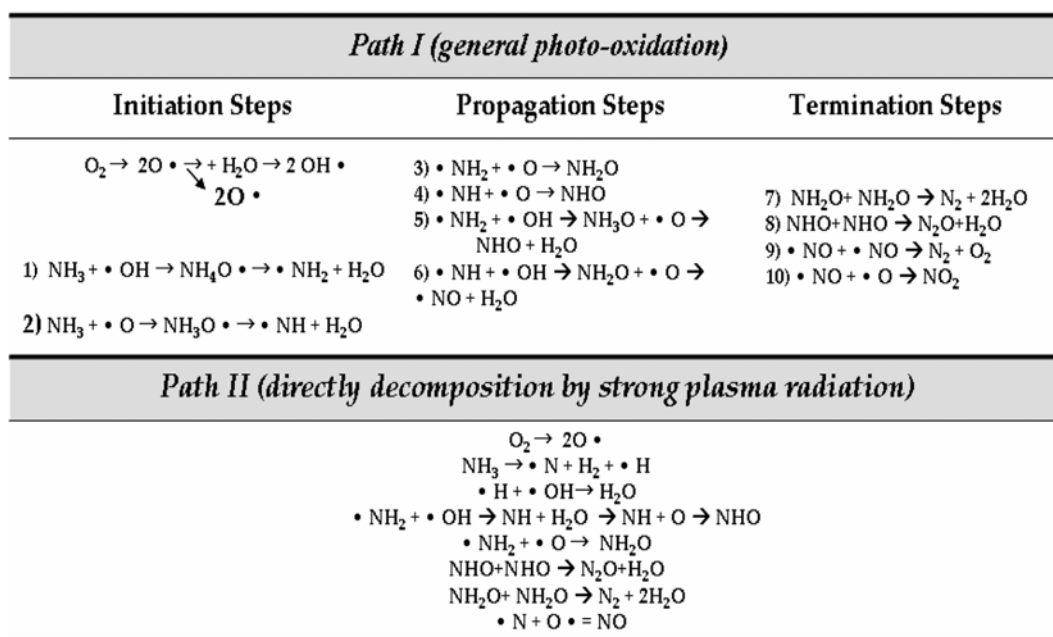 Path I (general photo-oxidation)
Initiation Steps
Propagation Steps
Termination Steps
O₂→ 2O • → + H₂O → 2 OH •
2O •
1) NH₃ + • OH → NH₄O • → • NH₂ + H₂O
2) NH₃ + • O → NH₃O • → • NH + H₂O
3) • NH₂ + • O → NH₂O
4) • NH + • O → NHO
5) • NH₂ + • OH → NH₃O + • O →
NHO + H₂O
6) • NH + • OH → NH₂O + • O →
• NO + H₂O
7) NH₂O+ NH₂O → N₂ + 2H₂O
8) NHO+NHO → N₂O+H₂O
9) • NO + • NO → N₂ + O₂
10) • NO + • O → NO₂
Path II (directly decomposition by strong plasma radiation)
O₂→ 2O •
NH₃ → • N + H₂ + • H
• H + • OH→ H₂O
• NH₂ + • OH → NH + H₂O → NH + O → NHO
• NH₂ + • O → NH₂O
NHO+NHO → N₂O+H₂O
NH₂O+ NH₂O → N₂ + 2H₂O
• N + O • = NO